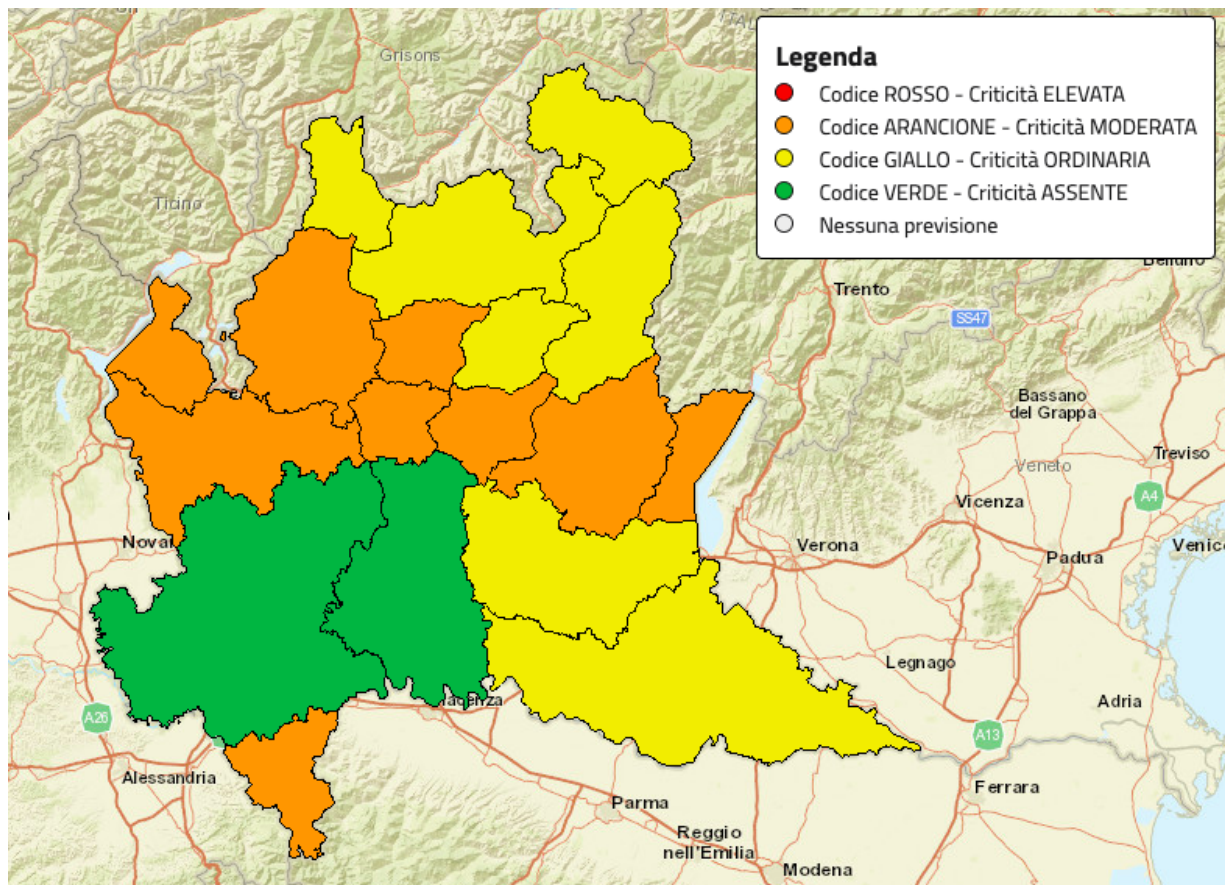 Grisons
Legenda
Codice ROSSO - Criticità ELEVATA
Codice ARANCIONE - Criticità MODERATA
Codice GIALLO - Criticità ORDINARIA
Codice VERDE - Criticità ASSENTE
Nessuna previsione
Ticino
Trento
SS47
Bassano
del Grappa
Treviso
Veneto
A4
Vicenza
Novar
Verona
Padua
Venic
Legnago
Adria
A26
A13
Alessandria
Ferrara
Parma
Reggio
nell'Emilia
Modena